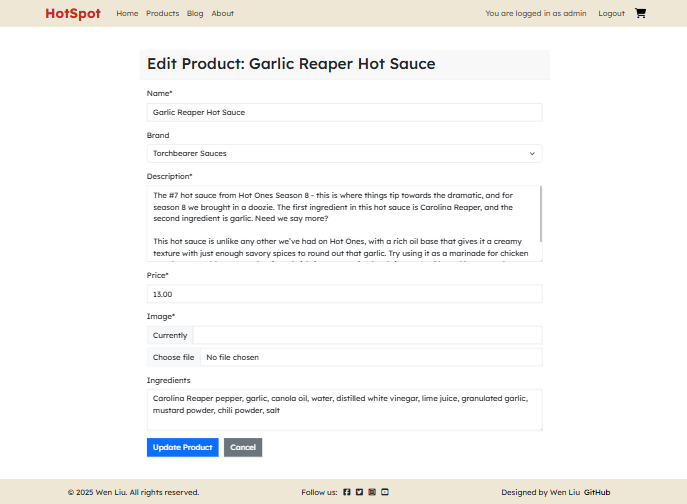 HotSpot Home Products Blog About You are logged in as admin Logout
Edit Product: Garlic Reaper Hot Sauce
Name*
Garlic Reaper Hot Sauce
Brand
Torchbearer Sauces
Description*
The #7 hot sauce from Hot Ones Season 8 - this is where things tip towards the dramatic, and for
season 8 we brought in a doozie. The first ingredient in this hot sauce is Carolina Reaper, and the
second ingredient is garlic. Need we say more?
This hot sauce is unlike any other we've had on Hot Ones, with a rich oil base that gives it a creamy
texture with just enough savory spices to round out that garlic. Try using it as a marinade for chicken
Price*
13.00
Image*
Currently
Choose file No file chosen
Ingredients
Carolina Reaper pepper, garlic, canola oil, water, distilled white vinegar, lime juice, granulated garlic,
mustard powder, chili powder, salt
Update Product Cancel
© 2025 Wen Liu. All rights reserved. Follow us: Designed by Wen Liu GitHub